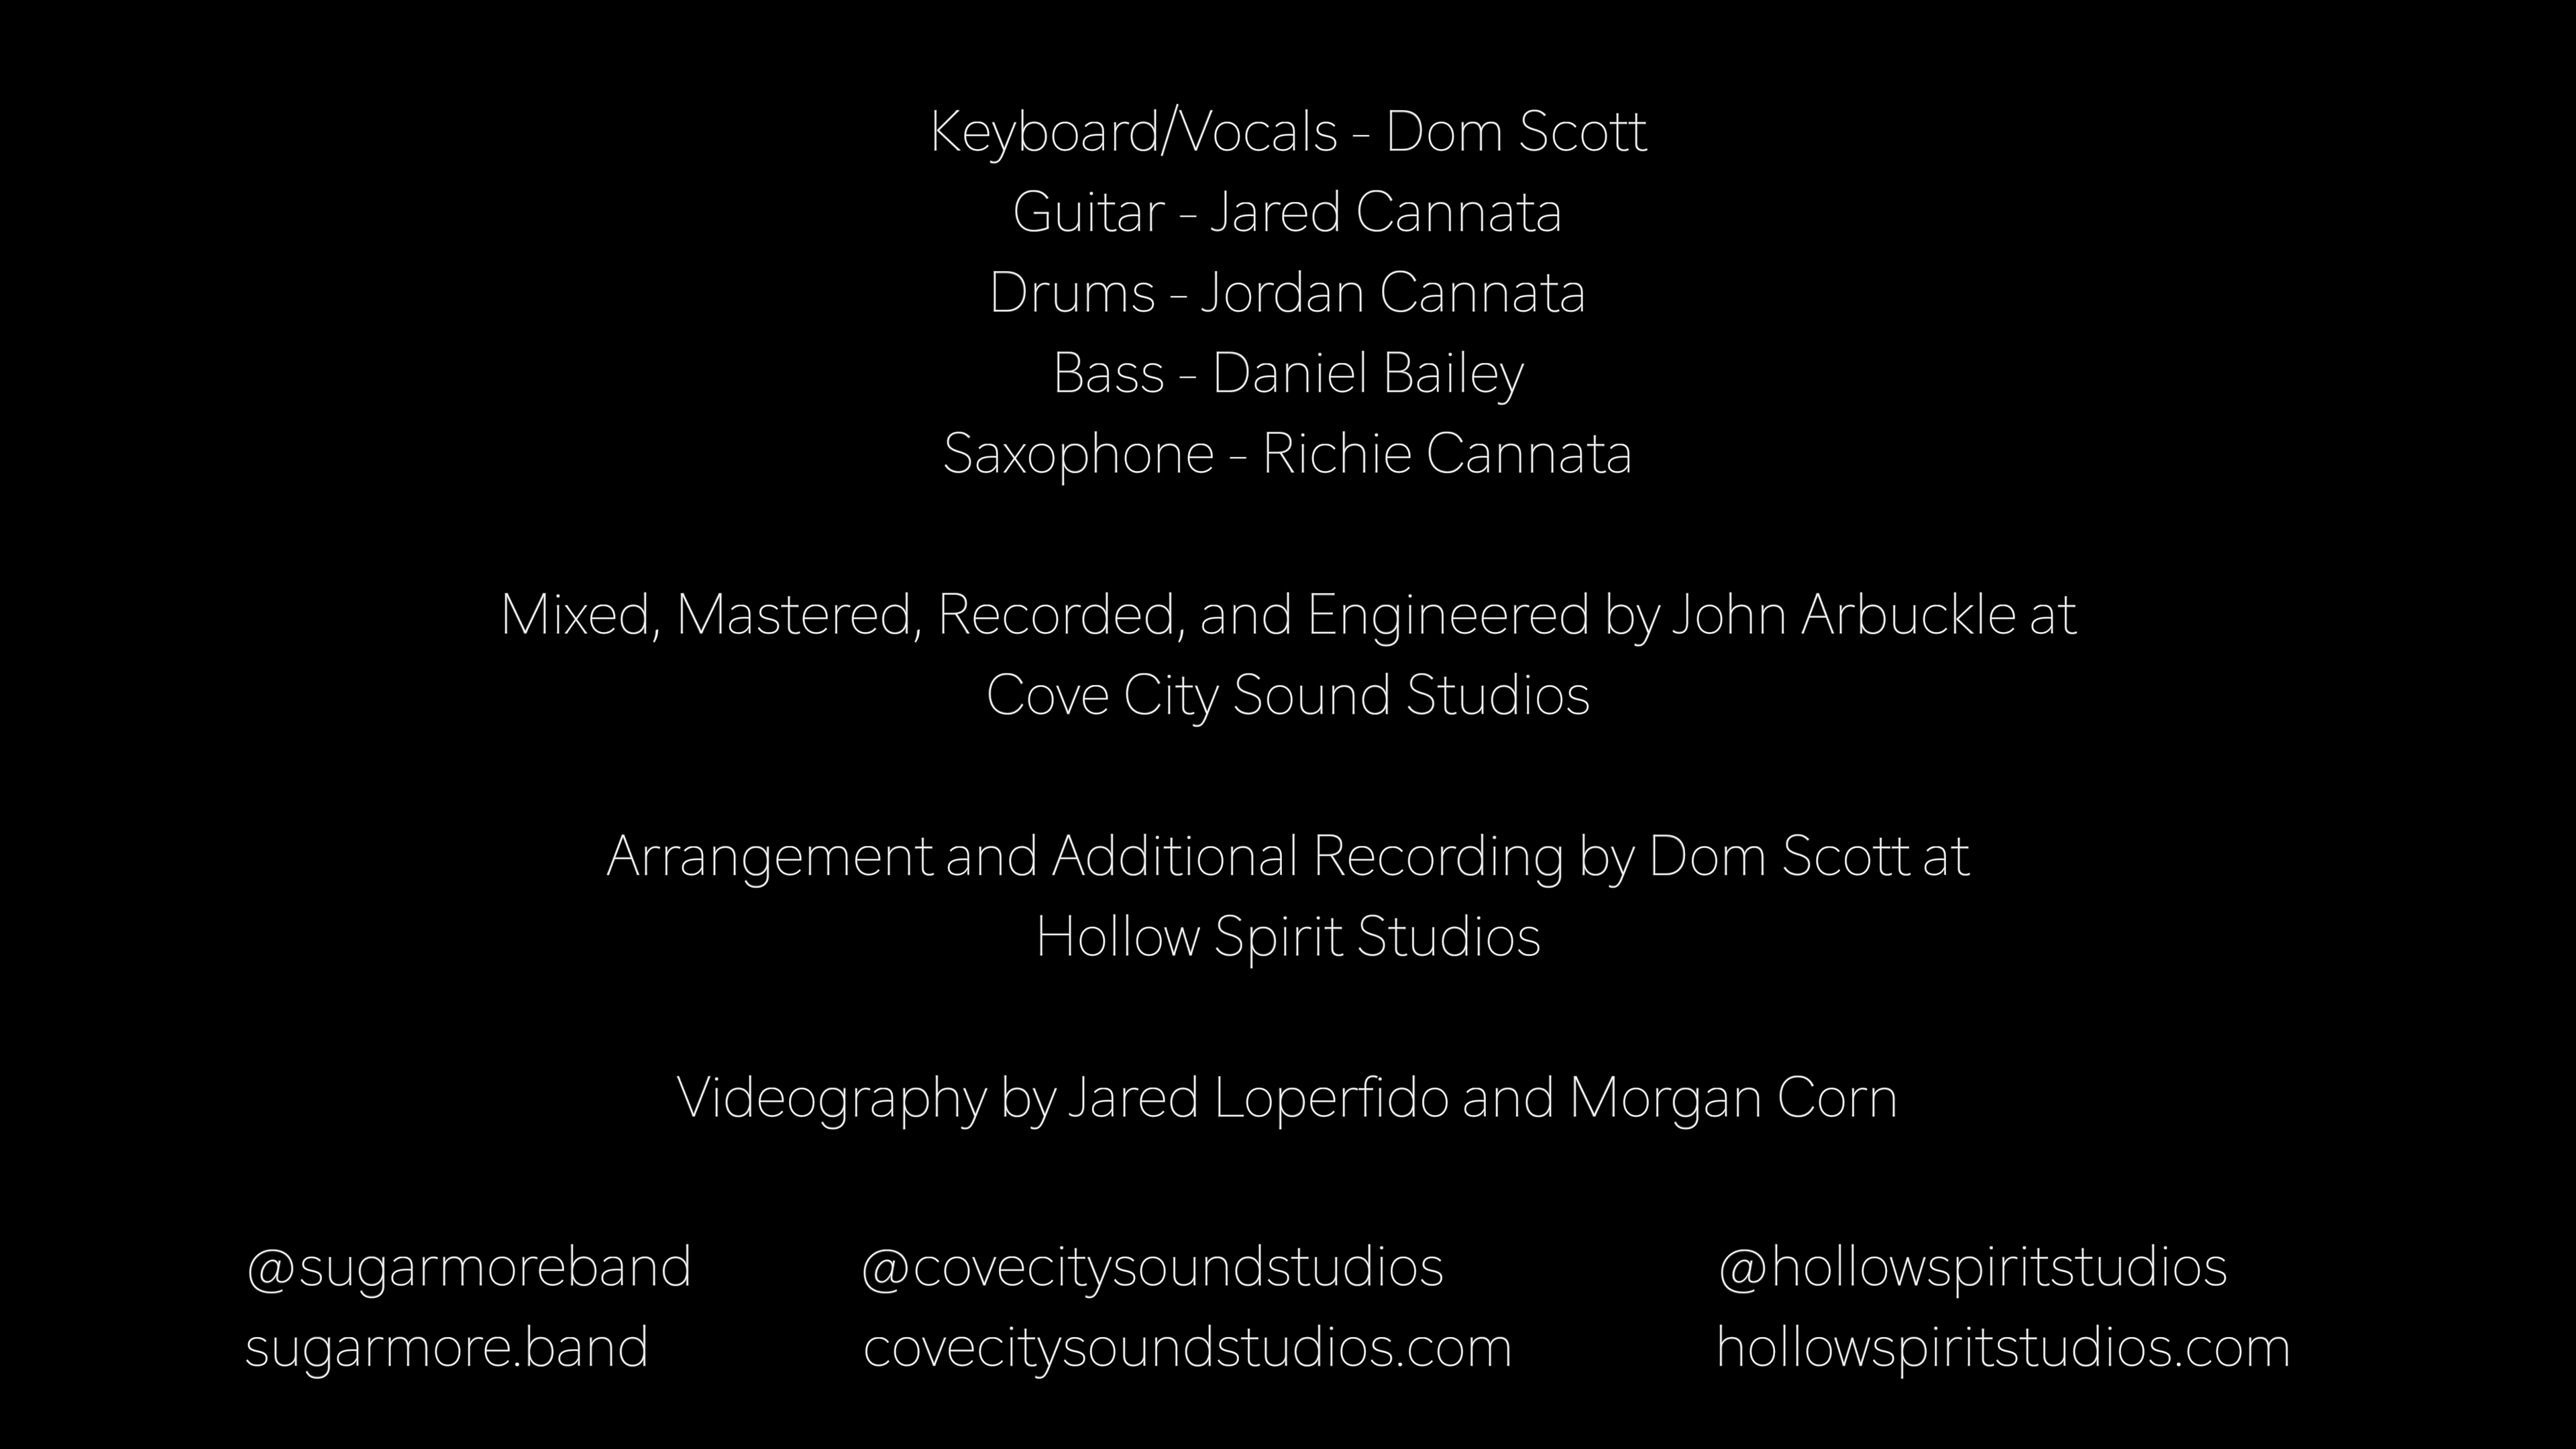 Keyboard/Vocals - Dom Scott
Guitar - Jared Cannata
Drums - Jordan Cannata
Bass - Daniel Bailey
Saxophone - Richie Cannata
Mixed, Mastered, Recorded, and Engineered by John Arbuckle at
Cove City Sound Studios
Arrangement and Additional Recording by Dom Scott at
Hollow Spirit Studios
Videography by Jared Loperfido and Morgan Corn
@sugarmoreband
sugarmore.band
@covecitysoundstudios
covecitysoundstudios.com
@hollowspiritstudios
hollowspiritstudios.com